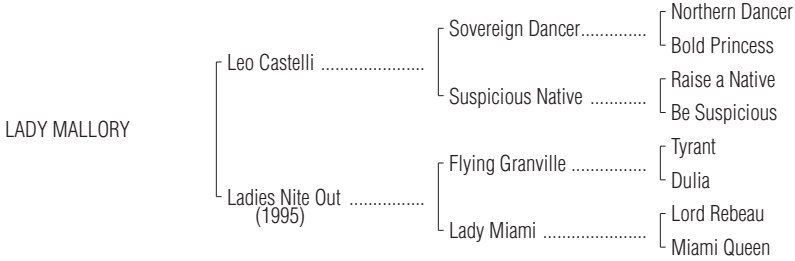 Northern Dancer
Sovereign Dancer..............
Bold Princess
Leo Castelli ......................
Raise a Native
Suspicious Native ............
Be Suspicious
LADY MALLORY
Tyrant
Flying Granville ................
Dulia
Ladies Nite Out ................
(1995)
Lord Rebeau
Lady Miami ......................
Miami Queen